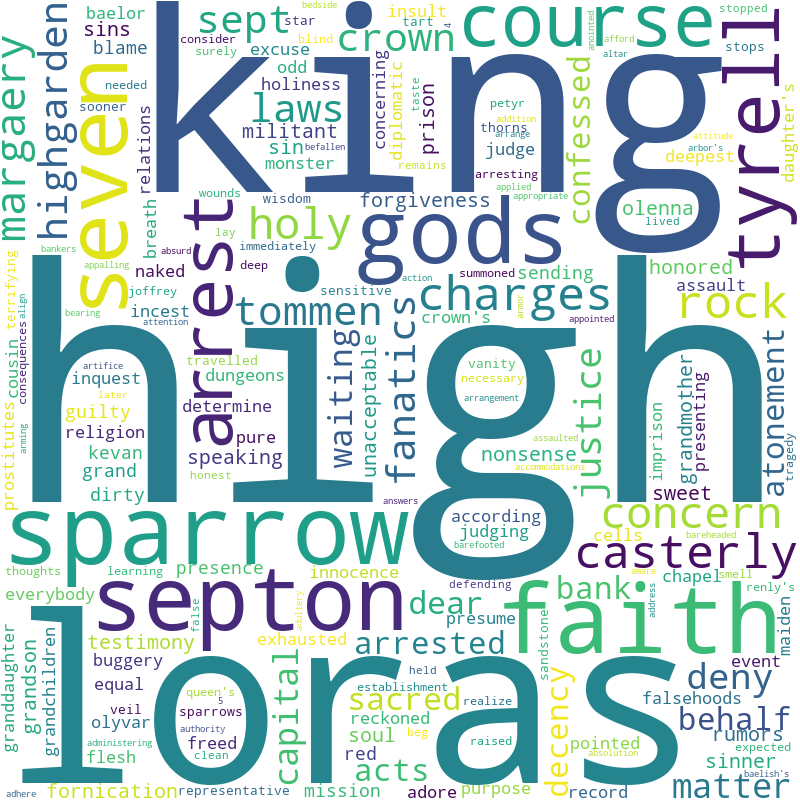 king
high
loras
seven
sparrow
septon
faith
tyrell
course
gods
arrest
charges
casterly
holy
rock
tommen
laws
sept
crown
margaery
highgarden
confessed
concern
justice
fanatics
waiting
atonement
deny
behalf
matter
sacred
acts
capital
arrested
dear
bank
decency
baelor
sins
blame
star
excuse
odd
holiness
militant
sin
monster
relations
insult
consider
surely
blind
concerning
diplomatic
prison
tart
bedside
4
afford
altar
anointed
stopped
stops
needed
sooner
taste
petyr
addition
thorns
arrange
judge
remains
befallen
arresting
applied
appropriate
attitude
arbor's
deepest
daughter's
wounds
wisdom
forgiveness
olenna
lived
breath
lay
immediately
bankers
absurd
deep
appalling
naked
joffrey
incest
bearing
attention
action
summoned
sending
honored
sensitive
crown's
armor
appointed
assault
terrifying
align
consequences
cousin
arming
prostitutes
artifice
later
inquest
guilty
religion
kevan
grand
dirty
travelled
dungeons
determine
pure
speaking
honest
answers
unacceptable
vanity
necessary
arrangement
assaulted
nonsense
accommodations
imprison
grandmother
presenting
sweet
tragedy
according
judging
barefooted
cells
bareheaded
defending
thoughts
learning
presence
innocence
everybody
false
adultery
presume
chapel
smell
aware
address
renly's
maiden
sandstone
testimony
exhausted
buggery
granddaughter
grandson
grandchildren
equal
veil
olyvar
queen's
5
sparrows
authority
administering
freed
clean
flesh
adhere
fornication
representative
held
establishment
realize
reckoned
soul
beg
raised
red
mission
adore
purpose
absolution
pointed
record
sinner
event
falsehoods
rumors
expected
baelish's